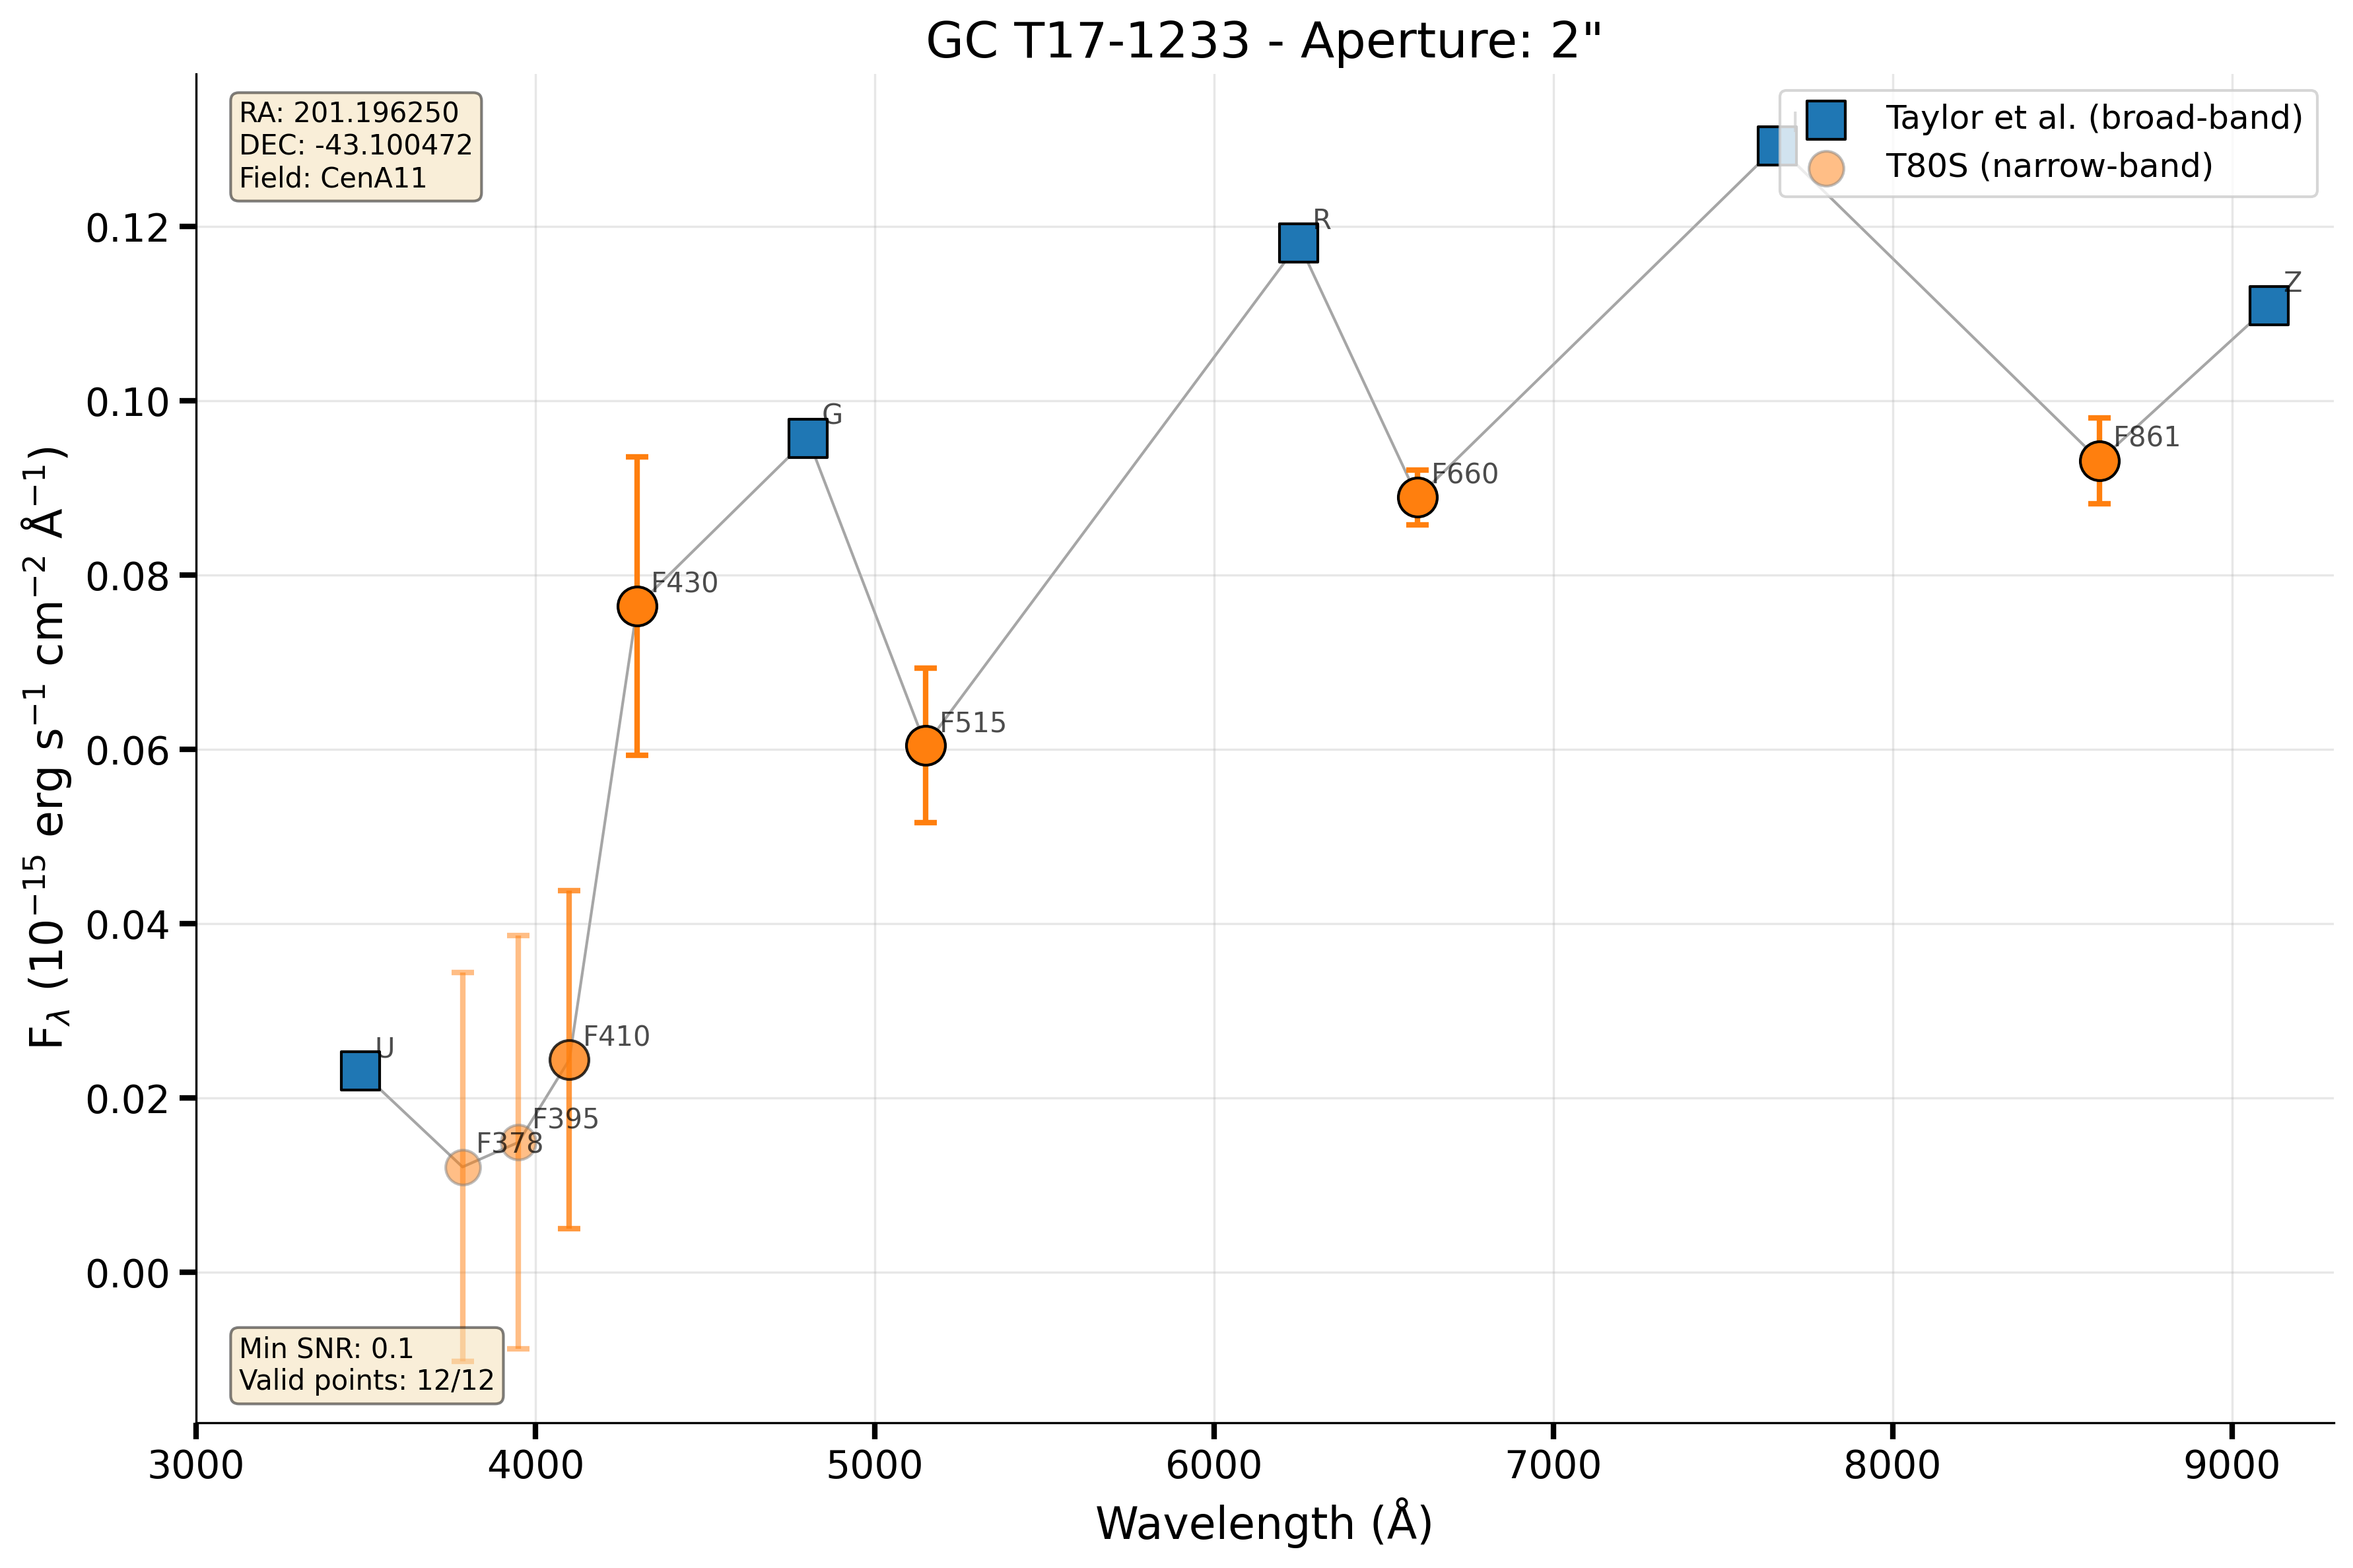 GC T17-1233 - Aperture: 2"
RA: 201.196250
DEC: -43.100472
Field: CenA11
Taylor et al. (broad-band)
T80S (narrow-band)
F_λ (10⁻¹⁵ erg s⁻¹ cm⁻² Å⁻¹)
0.12
0.10
0.08
0.06
0.04
0.02
0.00
U
F378
F395
F410
F430
G
F515
R
F660
I
F861
Z
Min SNR: 0.1
Valid points: 12/12
3000 4000 5000 6000 7000 8000 9000
Wavelength (Å)